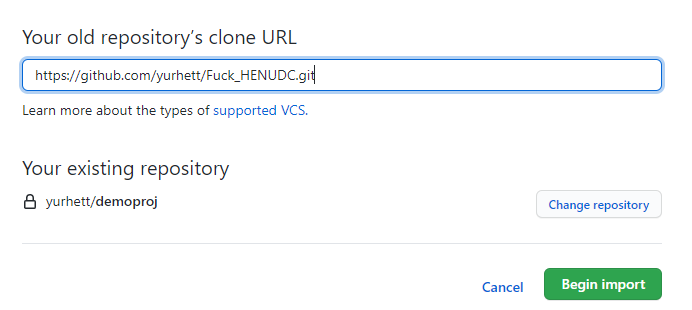 Your old repository's clone URL
https://github.com/yurhett/Fuck_HENUDC.git
Learn more about the types of supported VCS.
Your existing repository
yurhett/demoproj
Change repository
Cancel
Begin import